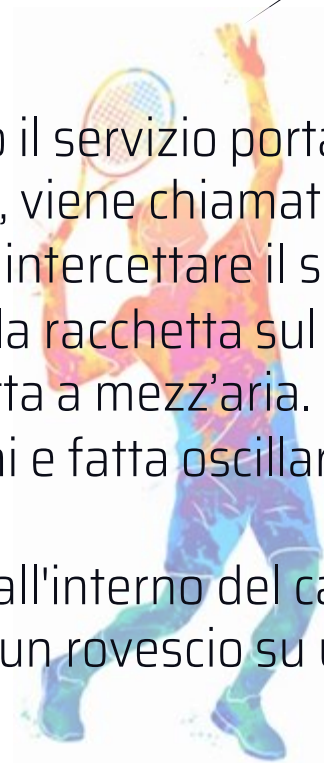 o il servizio porta
, viene chiamat
intercettare il s
la racchetta sul
tta a mezz’aria.
ni e fatta oscillar
all'interno del ca
un rovescio su u